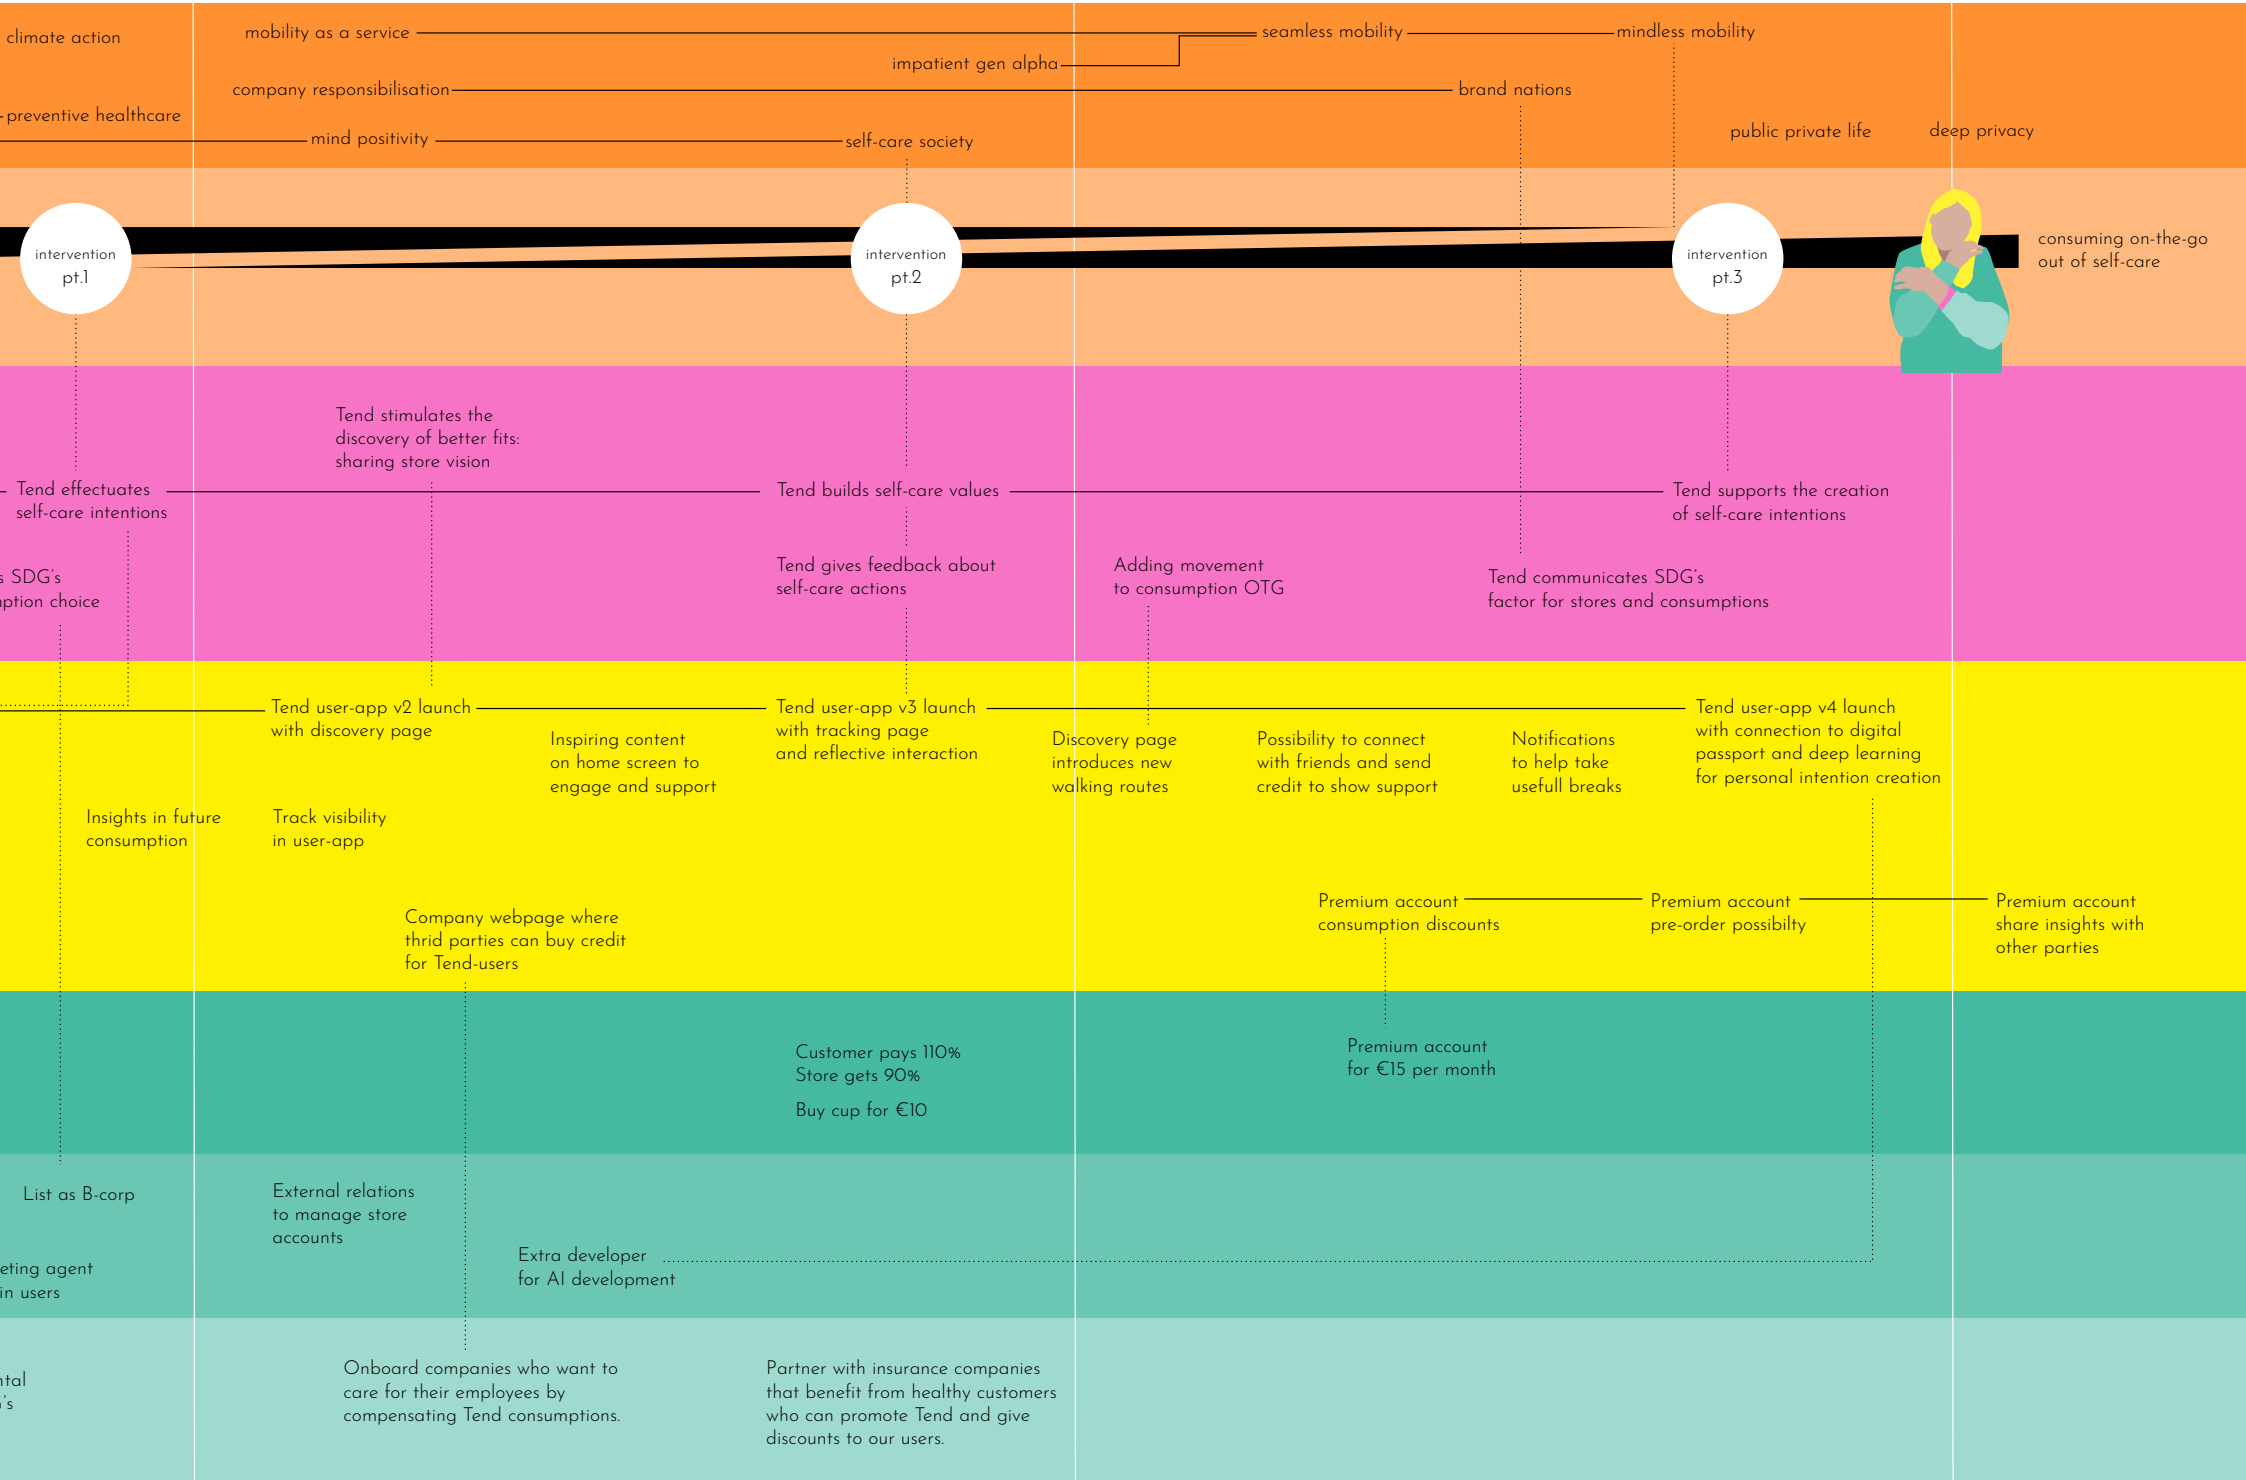 climate action
mobility as a service
seamless mobility
mindless mobility
impatient gen alpha
company responsibilisation
brand nations
preventive healthcare
mind positivity
self-care society
public private life
deep privacy
intervention
pt.1
intervention
pt.2
intervention
pt.3
consuming on-the-go
out of self-care
Tend stimulates the
discovery of better fits:
sharing store vision
Tend effectuates
self-care intentions
Tend builds self-care values
Tend supports the creation
of self-care intentions
s SDG's
ption choice
Tend gives feedback about
self-care actions
Adding movement
to consumption OTG
Tend communicates SDG's
factor for stores and consumptions
Tend user-app v2 launch
with discovery page
Inspiring content
on home screen to
engage and support
Tend user-app v3 launch
with tracking page
and reflective interaction
Discovery page
introduces new
walking routes
Possibility to connect
with friends and send
credit to show support
Notifications
to help take
usefull breaks
Tend user-app v4 launch
with connection to digital
passport and deep learning
for personal intention creation
Insights in future
consumption
Track visibility
in user-app
Company webpage where
thrid parties can buy credit
for Tend-users
Premium account
consumption discounts
Premium account
pre-order possibilty
Premium account
share insights with
other parties
Customer pays 110%
Store gets 90%
Buy cup for €10
Premium account
for €15 per month
List as B-corp
External relations
to manage store
accounts
eting agent
in users
Extra developer
for AI development
ntal
's
Onboard companies who want to
care for their employees by
compensating Tend consumptions.
Partner with insurance companies
that benefit from healthy customers
who can promote Tend and give
discounts to our users.